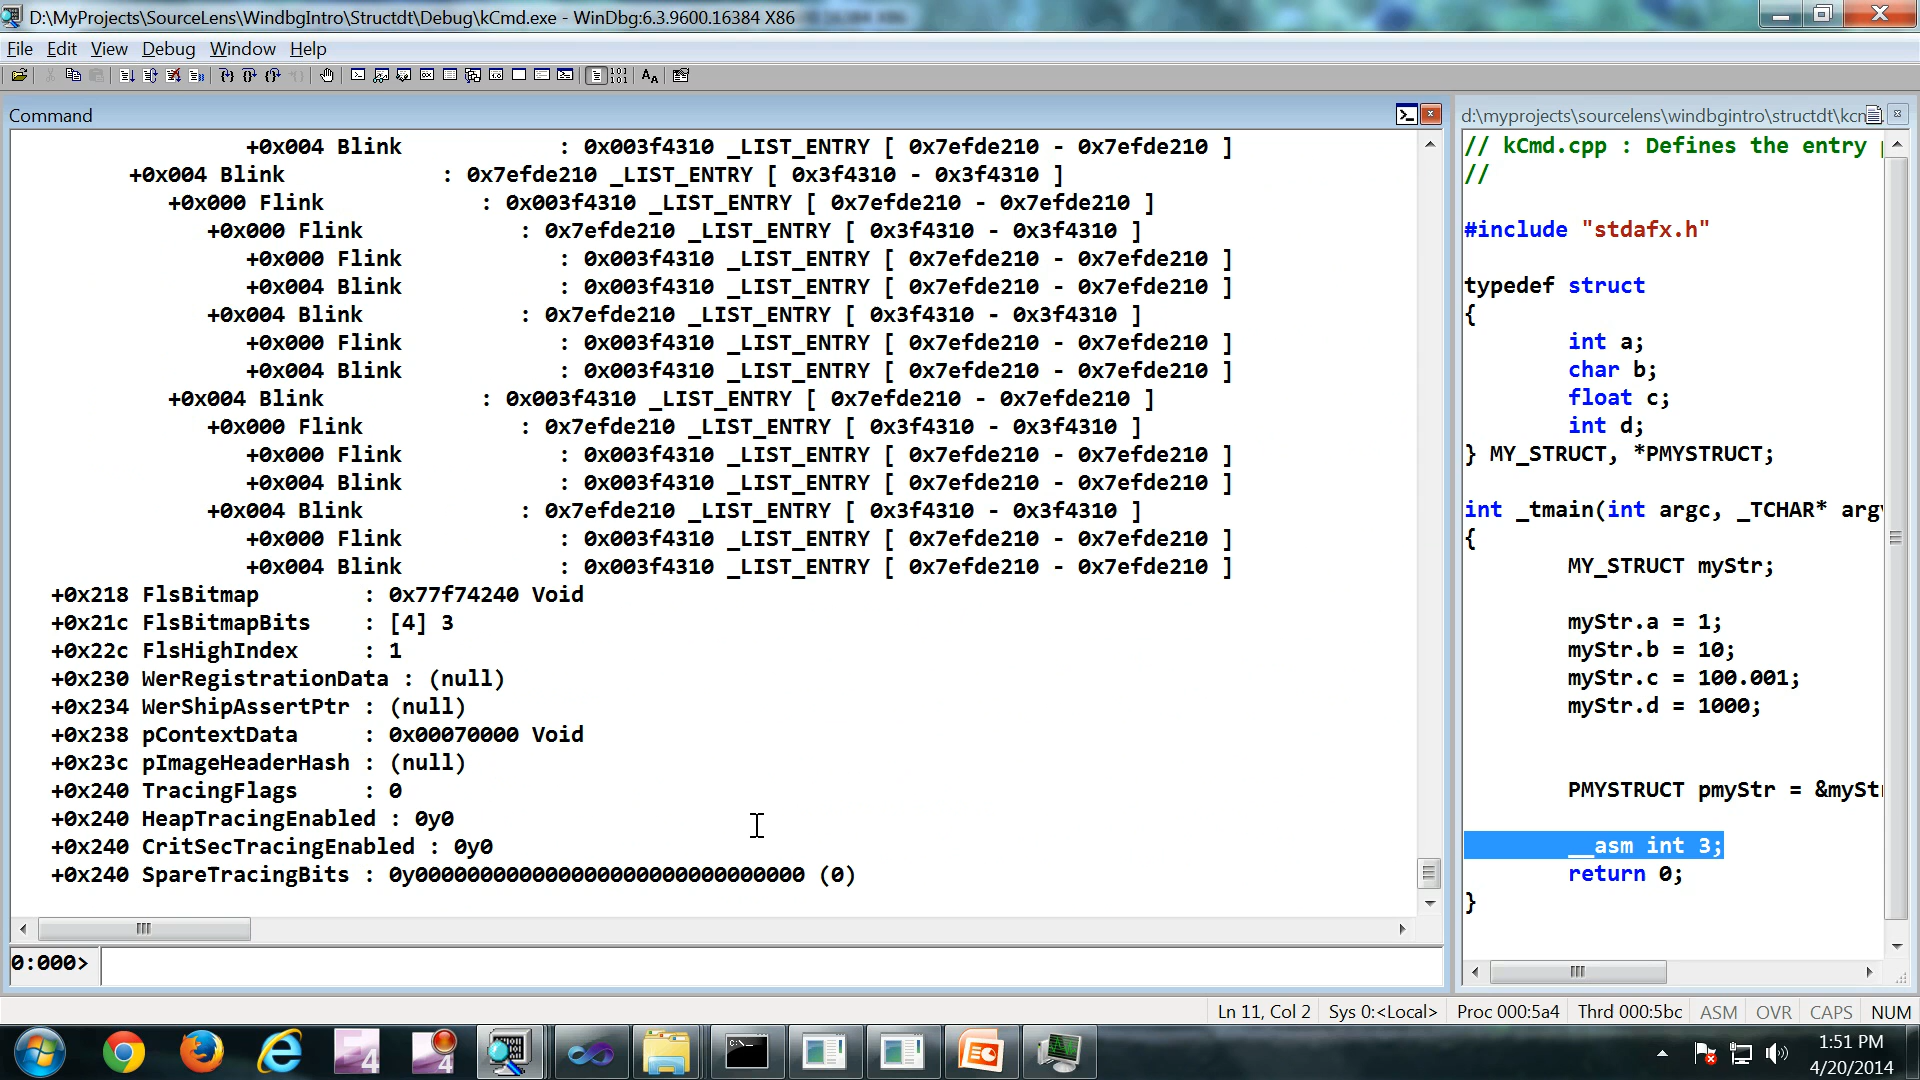 D:\MyProjects\SourceLens\WindbgIntro\Structdt\Debug\kCmd.exe - WinDbg:6.3.9600.16384 X86
File Edit View Debug Window Help
Command
+0x004 Blink : 0x003f4310 _LIST_ENTRY [ 0x7efde210 - 0x7efde210 ]
+0x004 Blink : 0x7efde210 _LIST_ENTRY [ 0x3f4310 - 0x3f4310 ]
+0x000 Flink : 0x003f4310 _LIST_ENTRY [ 0x7efde210 - 0x7efde210 ]
+0x000 Flink : 0x7efde210 _LIST_ENTRY [ 0x3f4310 - 0x3f4310 ]
+0x000 Flink : 0x003f4310 _LIST_ENTRY [ 0x7efde210 - 0x7efde210 ]
+0x004 Blink : 0x003f4310 _LIST_ENTRY [ 0x7efde210 - 0x7efde210 ]
+0x004 Blink : 0x7efde210 _LIST_ENTRY [ 0x3f4310 - 0x3f4310 ]
+0x000 Flink : 0x003f4310 _LIST_ENTRY [ 0x7efde210 - 0x7efde210 ]
+0x004 Blink : 0x003f4310 _LIST_ENTRY [ 0x7efde210 - 0x7efde210 ]
+0x004 Blink : 0x003f4310 _LIST_ENTRY [ 0x7efde210 - 0x7efde210 ]
+0x000 Flink : 0x7efde210 _LIST_ENTRY [ 0x3f4310 - 0x3f4310 ]
+0x000 Flink : 0x003f4310 _LIST_ENTRY [ 0x7efde210 - 0x7efde210 ]
+0x004 Blink : 0x003f4310 _LIST_ENTRY [ 0x7efde210 - 0x7efde210 ]
+0x004 Blink : 0x7efde210 _LIST_ENTRY [ 0x3f4310 - 0x3f4310 ]
+0x000 Flink : 0x003f4310 _LIST_ENTRY [ 0x7efde210 - 0x7efde210 ]
+0x004 Blink : 0x003f4310 _LIST_ENTRY [ 0x7efde210 - 0x7efde210 ]
+0x218 FlsBitmap : 0x77f74240 Void
+0x21c FlsBitmapBits : [4] 3
+0x22c FlsHighIndex : 1
+0x230 WerRegistrationData : (null)
+0x234 WerShipAssertPtr : (null)
+0x238 pContextData : 0x00070000 Void
+0x23c pImageHeaderHash : (null)
+0x240 TracingFlags : 0
+0x240 HeapTracingEnabled : 0y0
+0x240 CritSecTracingEnabled : 0y0
+0x240 SpareTracingBits : 0y000000000000000000000000000000 (0)
0:000>
d:\myprojects\sourcelens\windbgintro\structdt\kcm
// kCmd.cpp : Defines the entry p
//
#include "stdafx.h"
typedef struct
{
int a;
char b;
float c;
int d;
} MY_STRUCT, *PMYSTRUCT;
int _tmain(int argc, _TCHAR* argv
{
MY_STRUCT myStr;
myStr.a = 1;
myStr.b = 10;
myStr.c = 100.001;
myStr.d = 1000;
PMYSTRUCT pmyStr = &myStr
__asm int 3;
return 0;
}
Ln 11, Col 2 Sys 0:<Local> Proc 000:5a4 Thrd 000:5bc ASM OVR CAPS NUM
1:51 PM
4/20/2014